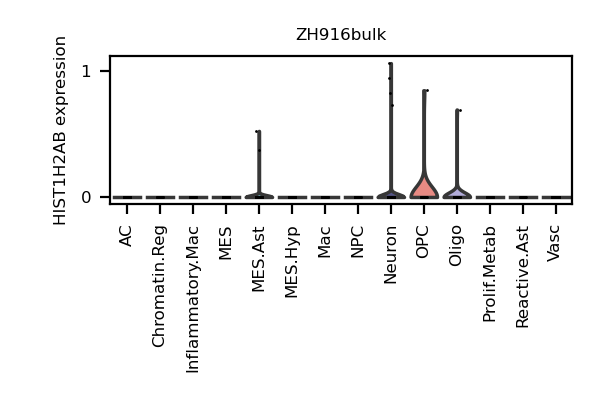 ZH916bulk
HIST1H2AB expression
1
0
AC
Chromatin.Reg
Inflammatory.Mac
MES
MES.Ast
MES.Hyp
Mac
NPC
Neuron
OPC
Oligo
Prolif.Metab
Reactive.Ast
Vasc